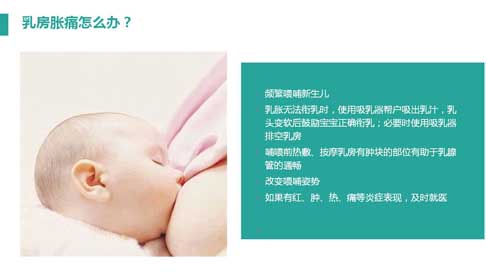 乳房胀痛怎么办？
频繁喂哺新生儿
乳胀无法衔乳时，使用吸乳器帮户吸出乳汁，乳
头变软后鼓励宝宝正确衔乳；必要时使用吸乳器
排空乳房
哺喂前热敷、按摩乳房有肿块的部位有助于乳腺
管的通畅
改变喂哺姿势
如果有红、肿、热、痛等炎症表现，及时就医